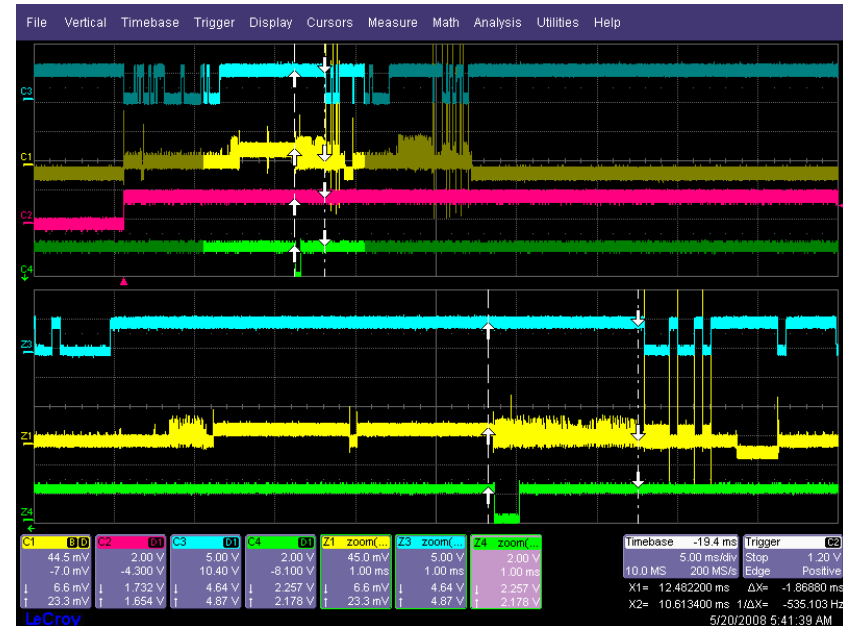 File Vertical Timebase Trigger Display Cursors Measure Math Analysis Utilities Help
C3
C1
C2
C4
Z3
Z1
Z4
C1 B D C2 D1 C3 D1 C4 D1 Z1 zoom(... Z3 zoom(... Z4 zoom(... Timebase -19.4 ms Trigger C2
44.5 mV 2.00 V 5.00 V 2.00 V 45.0 mV 5.00 V 2.00 V 5.00 ms/div Stop 1.20 V
-7.0 mV -4.300 V 10.40 V -8.100 V 1.00 ms 1.00 ms 1.00 ms 10.0 MS 200 MS/s Edge Positive
↓ 6.6 mV ↓ 1.732 V ↓ 4.64 V ↓ 2.257 V ↓ 6.6 mV ↓ 4.64 V ↓ 2.257 V X1= 12.482200 ms ΔX= -1.86880 ms
↑ 23.3 mV ↑ 1.654 V ↑ 4.87 V ↑ 2.178 V ↑ 23.3 mV ↑ 4.87 V ↑ 2.178 V X2= 10.613400 ms 1/ΔX= -535.103 Hz
LeCroy 5/20/2008 5:41:39 AM